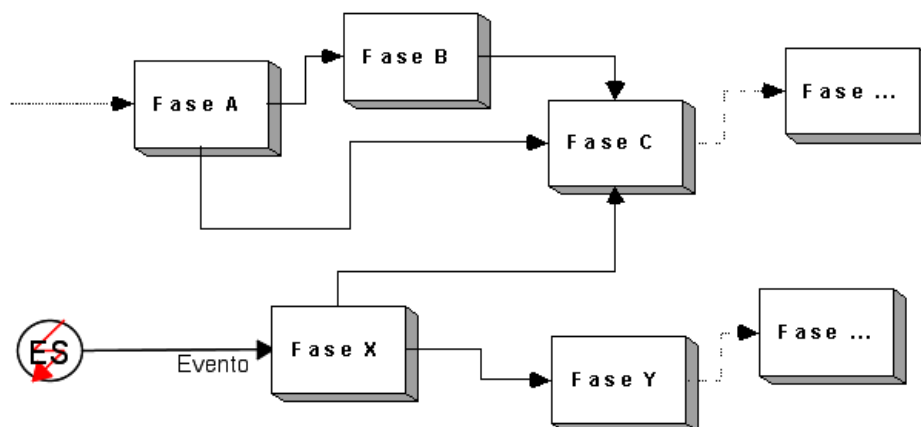 Fase B
Fase ...
Fase A
Fase C
ES
Evento
Fase X
Fase ...
Fase Y